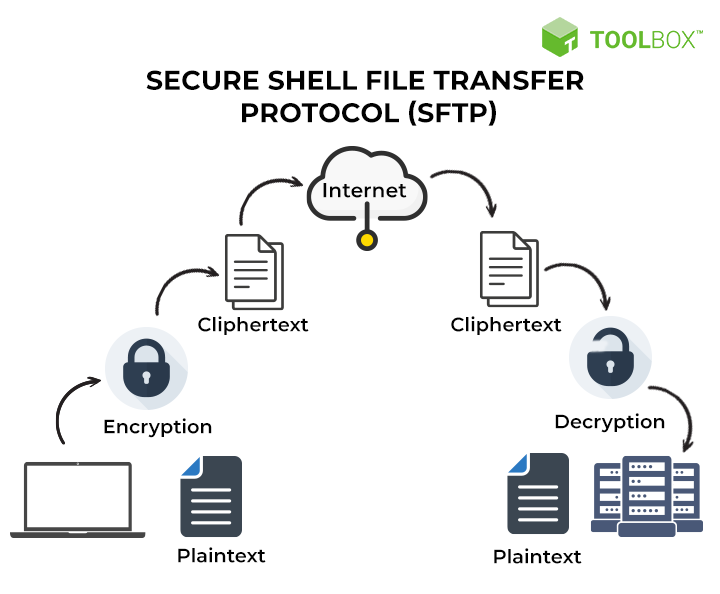 TOOLBOX™
SECURE SHELL FILE TRANSFER
PROTOCOL (SFTP)
Internet
Cliphertext
Cliphertext
Encryption
Decryption
Plaintext
Plaintext